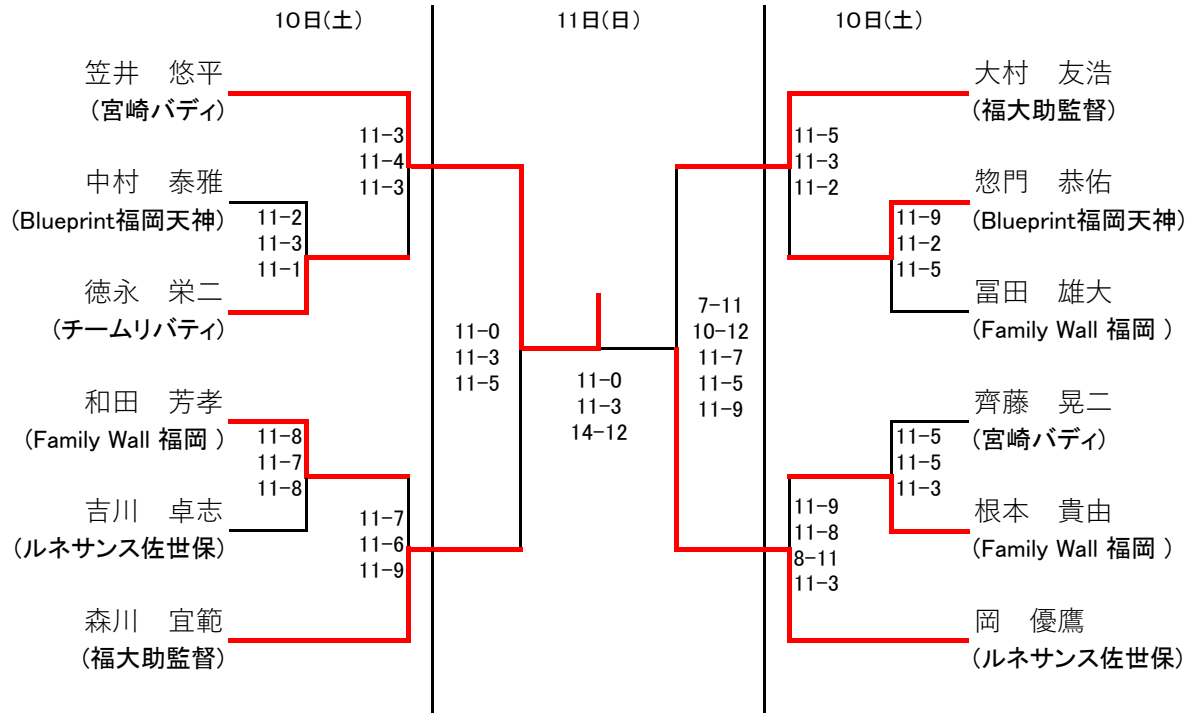 10日(土)
11日(日)
10日(土)
笠井 悠平
(宮崎バディ)
中村 泰雅
(Blueprint福岡天神)
徳永 栄二
(チームリバティ)
和田 芳孝
(Family Wall 福岡 )
吉川 卓志
(ルネサンス佐世保)
森川 宜範
(福大助監督)
11-3
11-4
11-3
11-2
11-3
11-1
11-8
11-7
11-8
11-7
11-6
11-9
11-0
11-3
11-5
11-0
11-3
14-12
7-11
10-12
11-7
11-5
11-9
11-5
11-3
11-2
11-9
11-2
11-5
11-5
11-5
11-3
11-9
11-8
8-11
11-3
大村 友浩
(福大助監督)
惣門 恭佑
(Blueprint福岡天神)
冨田 雄大
(Family Wall 福岡 )
齊藤 晃二
(宮崎バディ)
根本 貴由
(Family Wall 福岡 )
岡 優鷹
(ルネサンス佐世保)